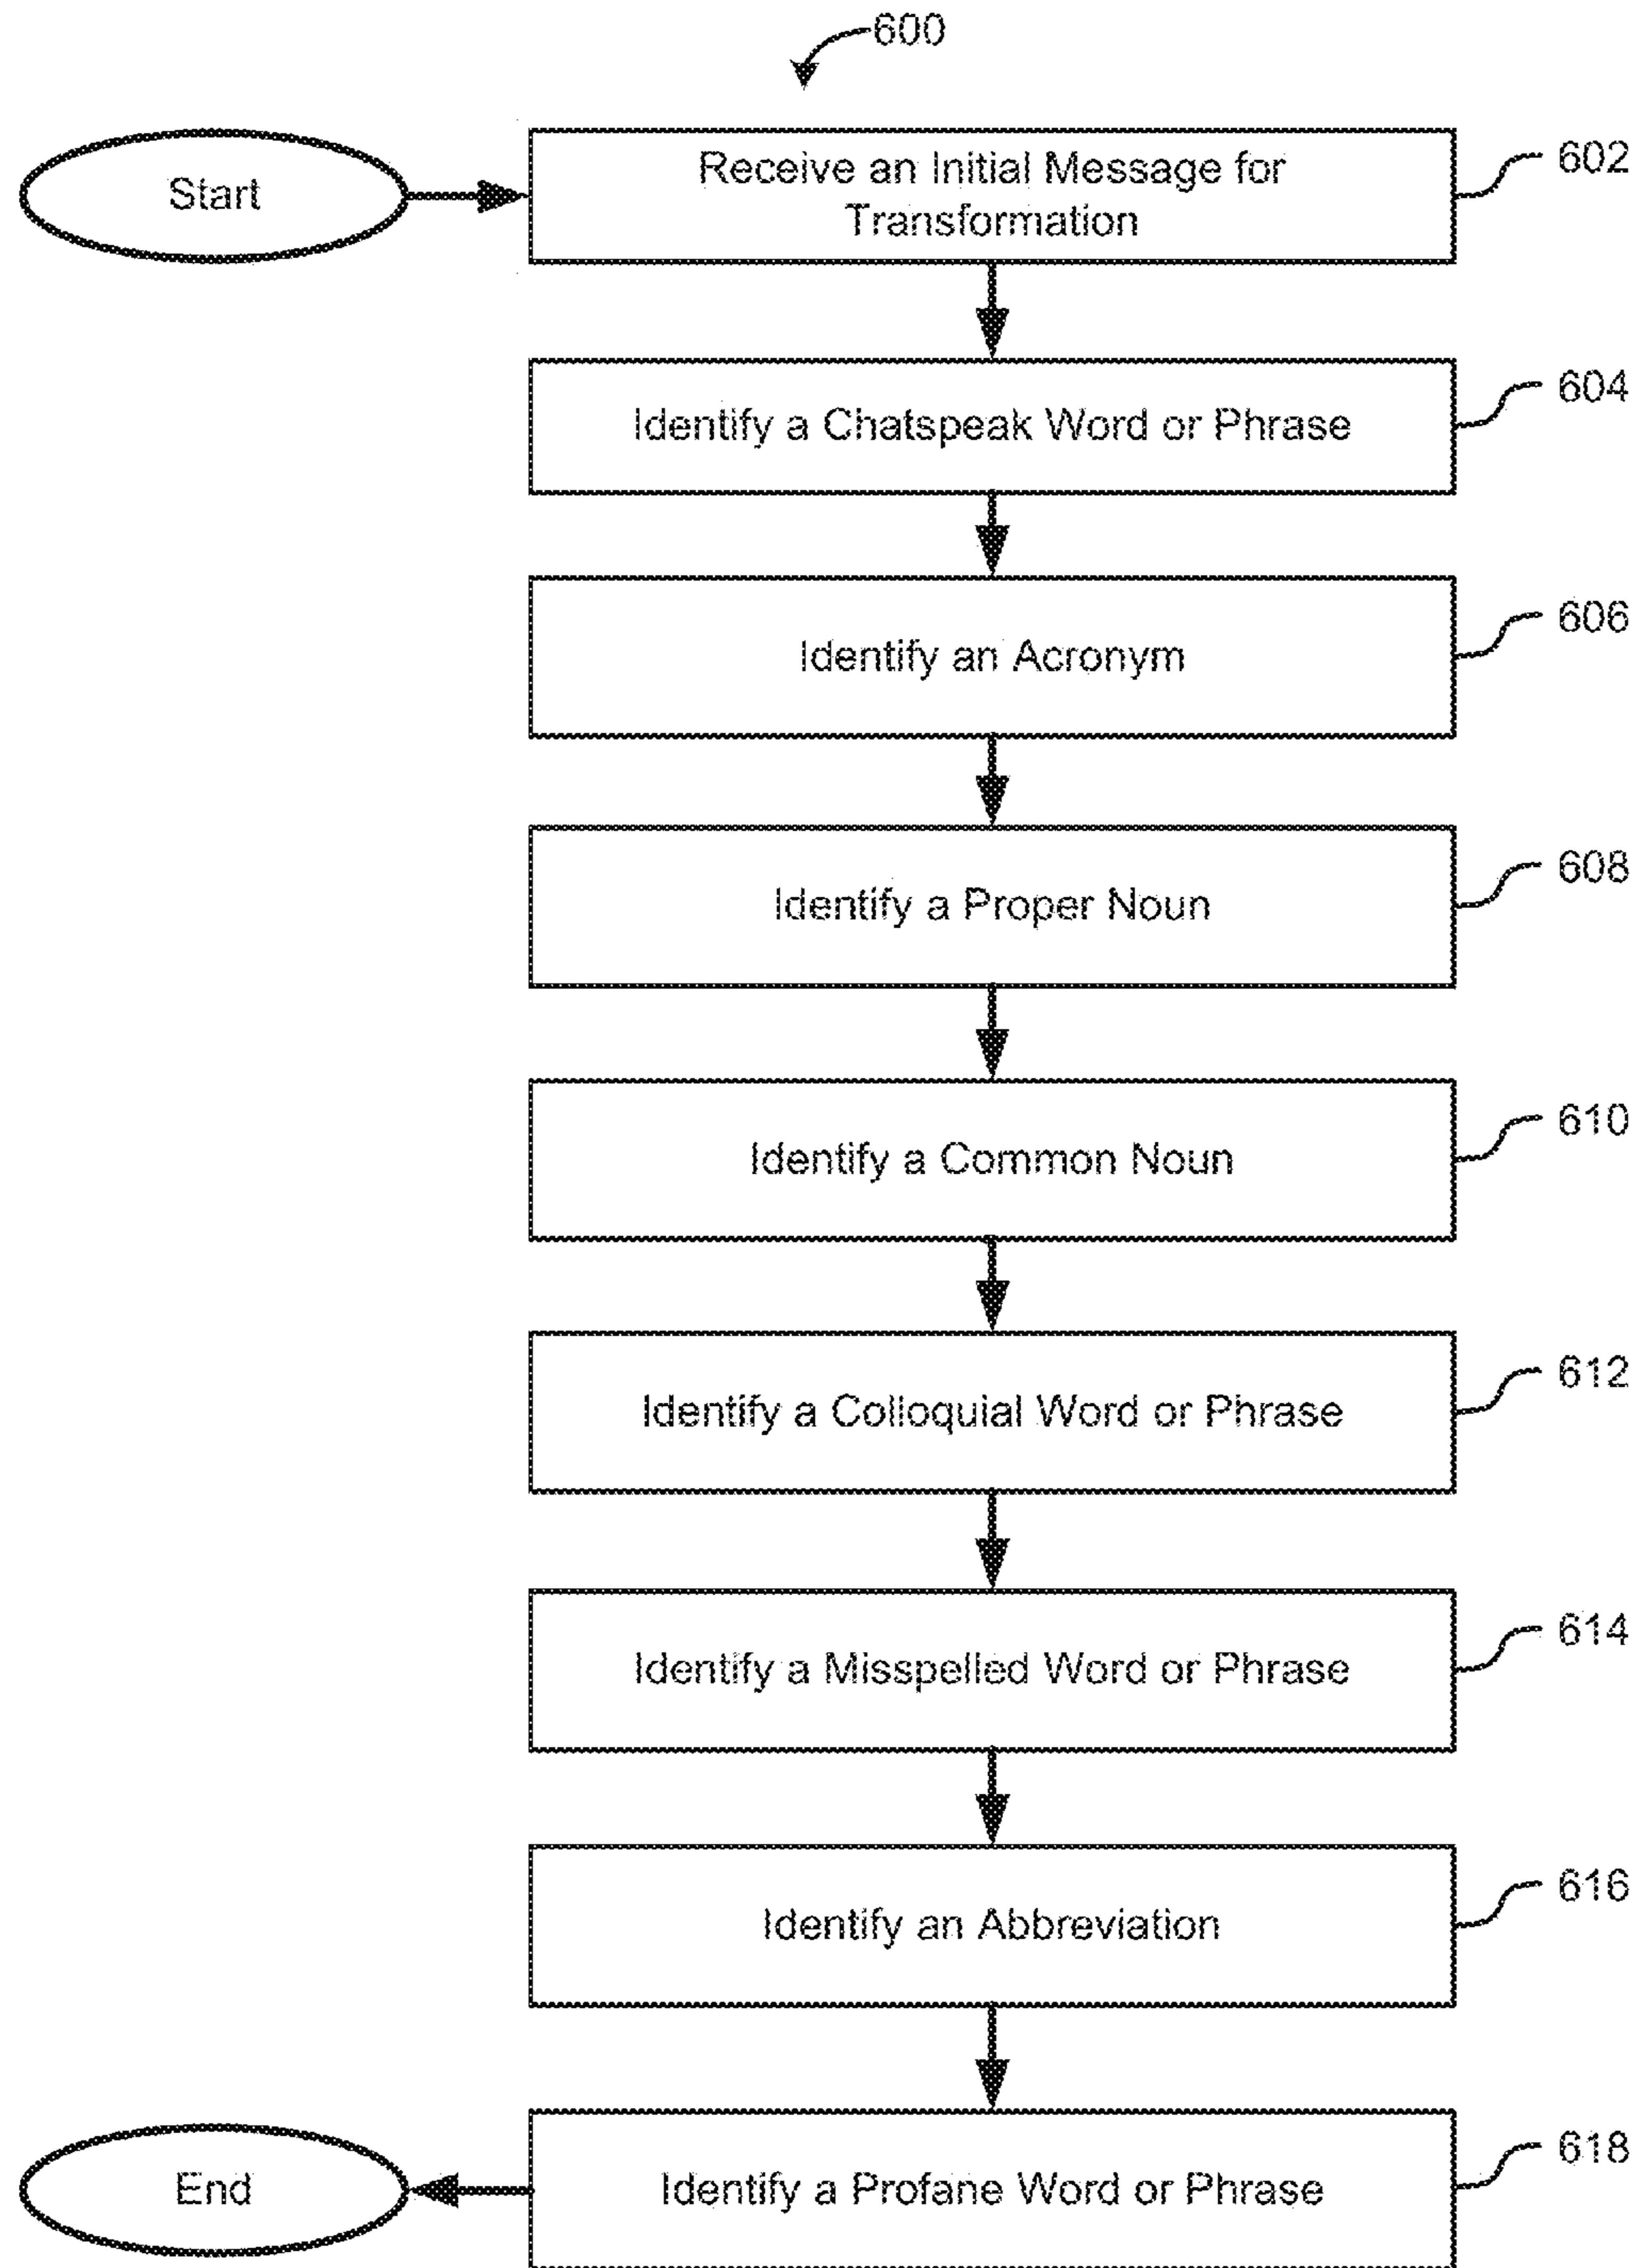 600
Start
Receive an Initial Message for
Transformation
602
Identify a Chatspeak Word or Phrase
604
Identify an Acronym
606
Identify a Proper Noun
608
Identify a Common Noun
610
Identify a Colloquial Word or Phrase
612
Identify a Misspelled Word or Phrase
614
Identify an Abbreviation
616
Identify a Profane Word or Phrase
618
End